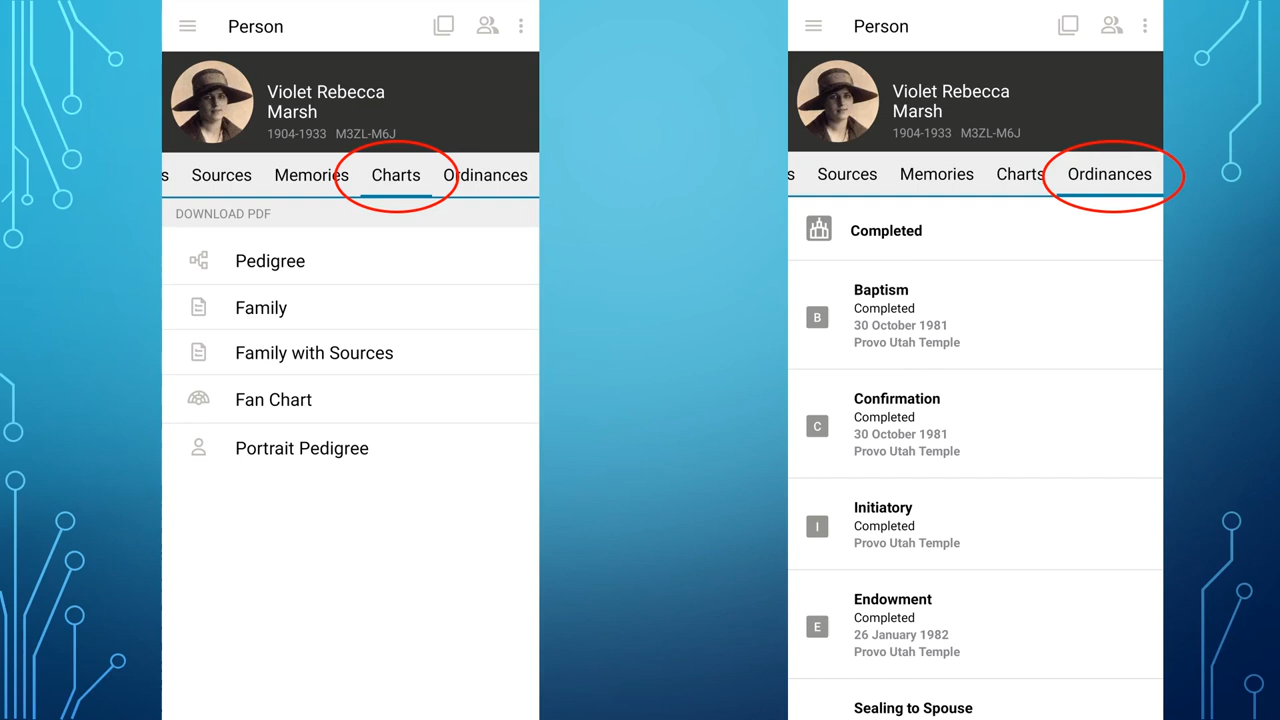 Person
Violet Rebecca
Marsh
1904-1933 M3ZL-M6J
s Sources Memories Charts Ordinances
DOWNLOAD PDF
Pedigree
Family
Family with Sources
Fan Chart
Portrait Pedigree
Person
Violet Rebecca
Marsh
1904-1933 M3ZL-M6J
s Sources Memories Charts Ordinances
Completed
B
Baptism
Completed
30 October 1981
Provo Utah Temple
C
Confirmation
Completed
30 October 1981
Provo Utah Temple
I
Initiatory
Completed
Provo Utah Temple
E
Endowment
Completed
26 January 1982
Provo Utah Temple
Sealing to Spouse